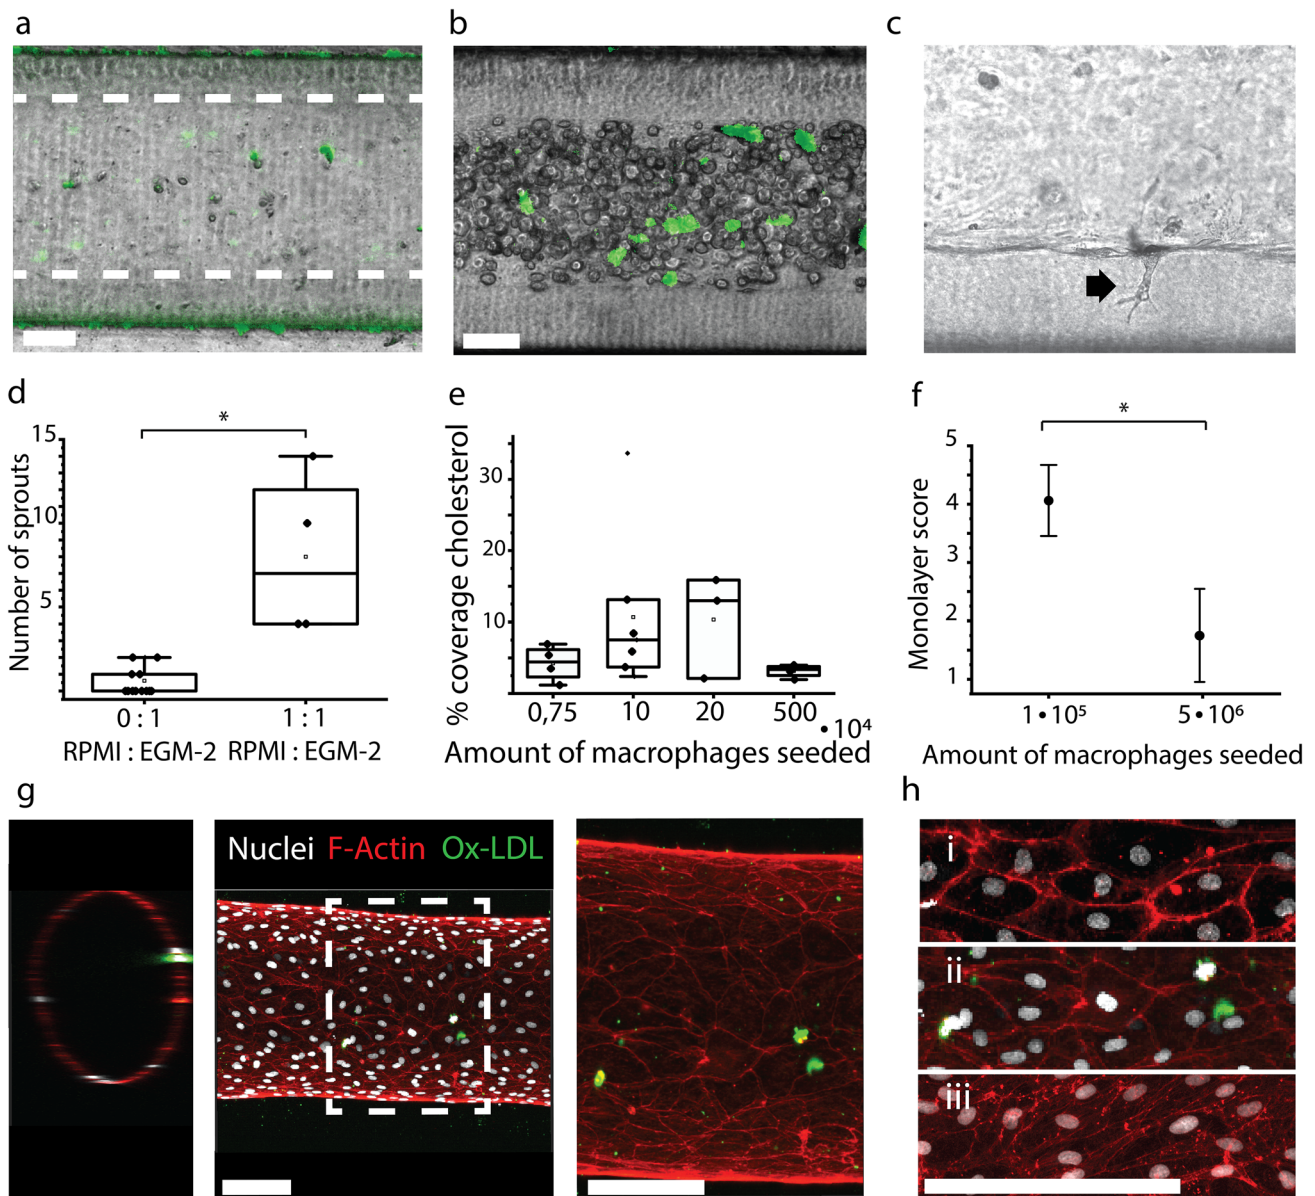 a
b
c
d
*
Number of sprouts
15
10
5
0 : 1
1 : 1
RPMI : EGM-2
RPMI : EGM-2
e
% coverage cholesterol
30
20
10
0,75
10
20
500
•10⁴
Amount of macrophages seeded
f
*
Monolayer score
5
4
3
2
1
1•10⁵
5•10⁶
Amount of macrophages seeded
g
Nuclei F-Actin Ox-LDL
h
i
ii
iii